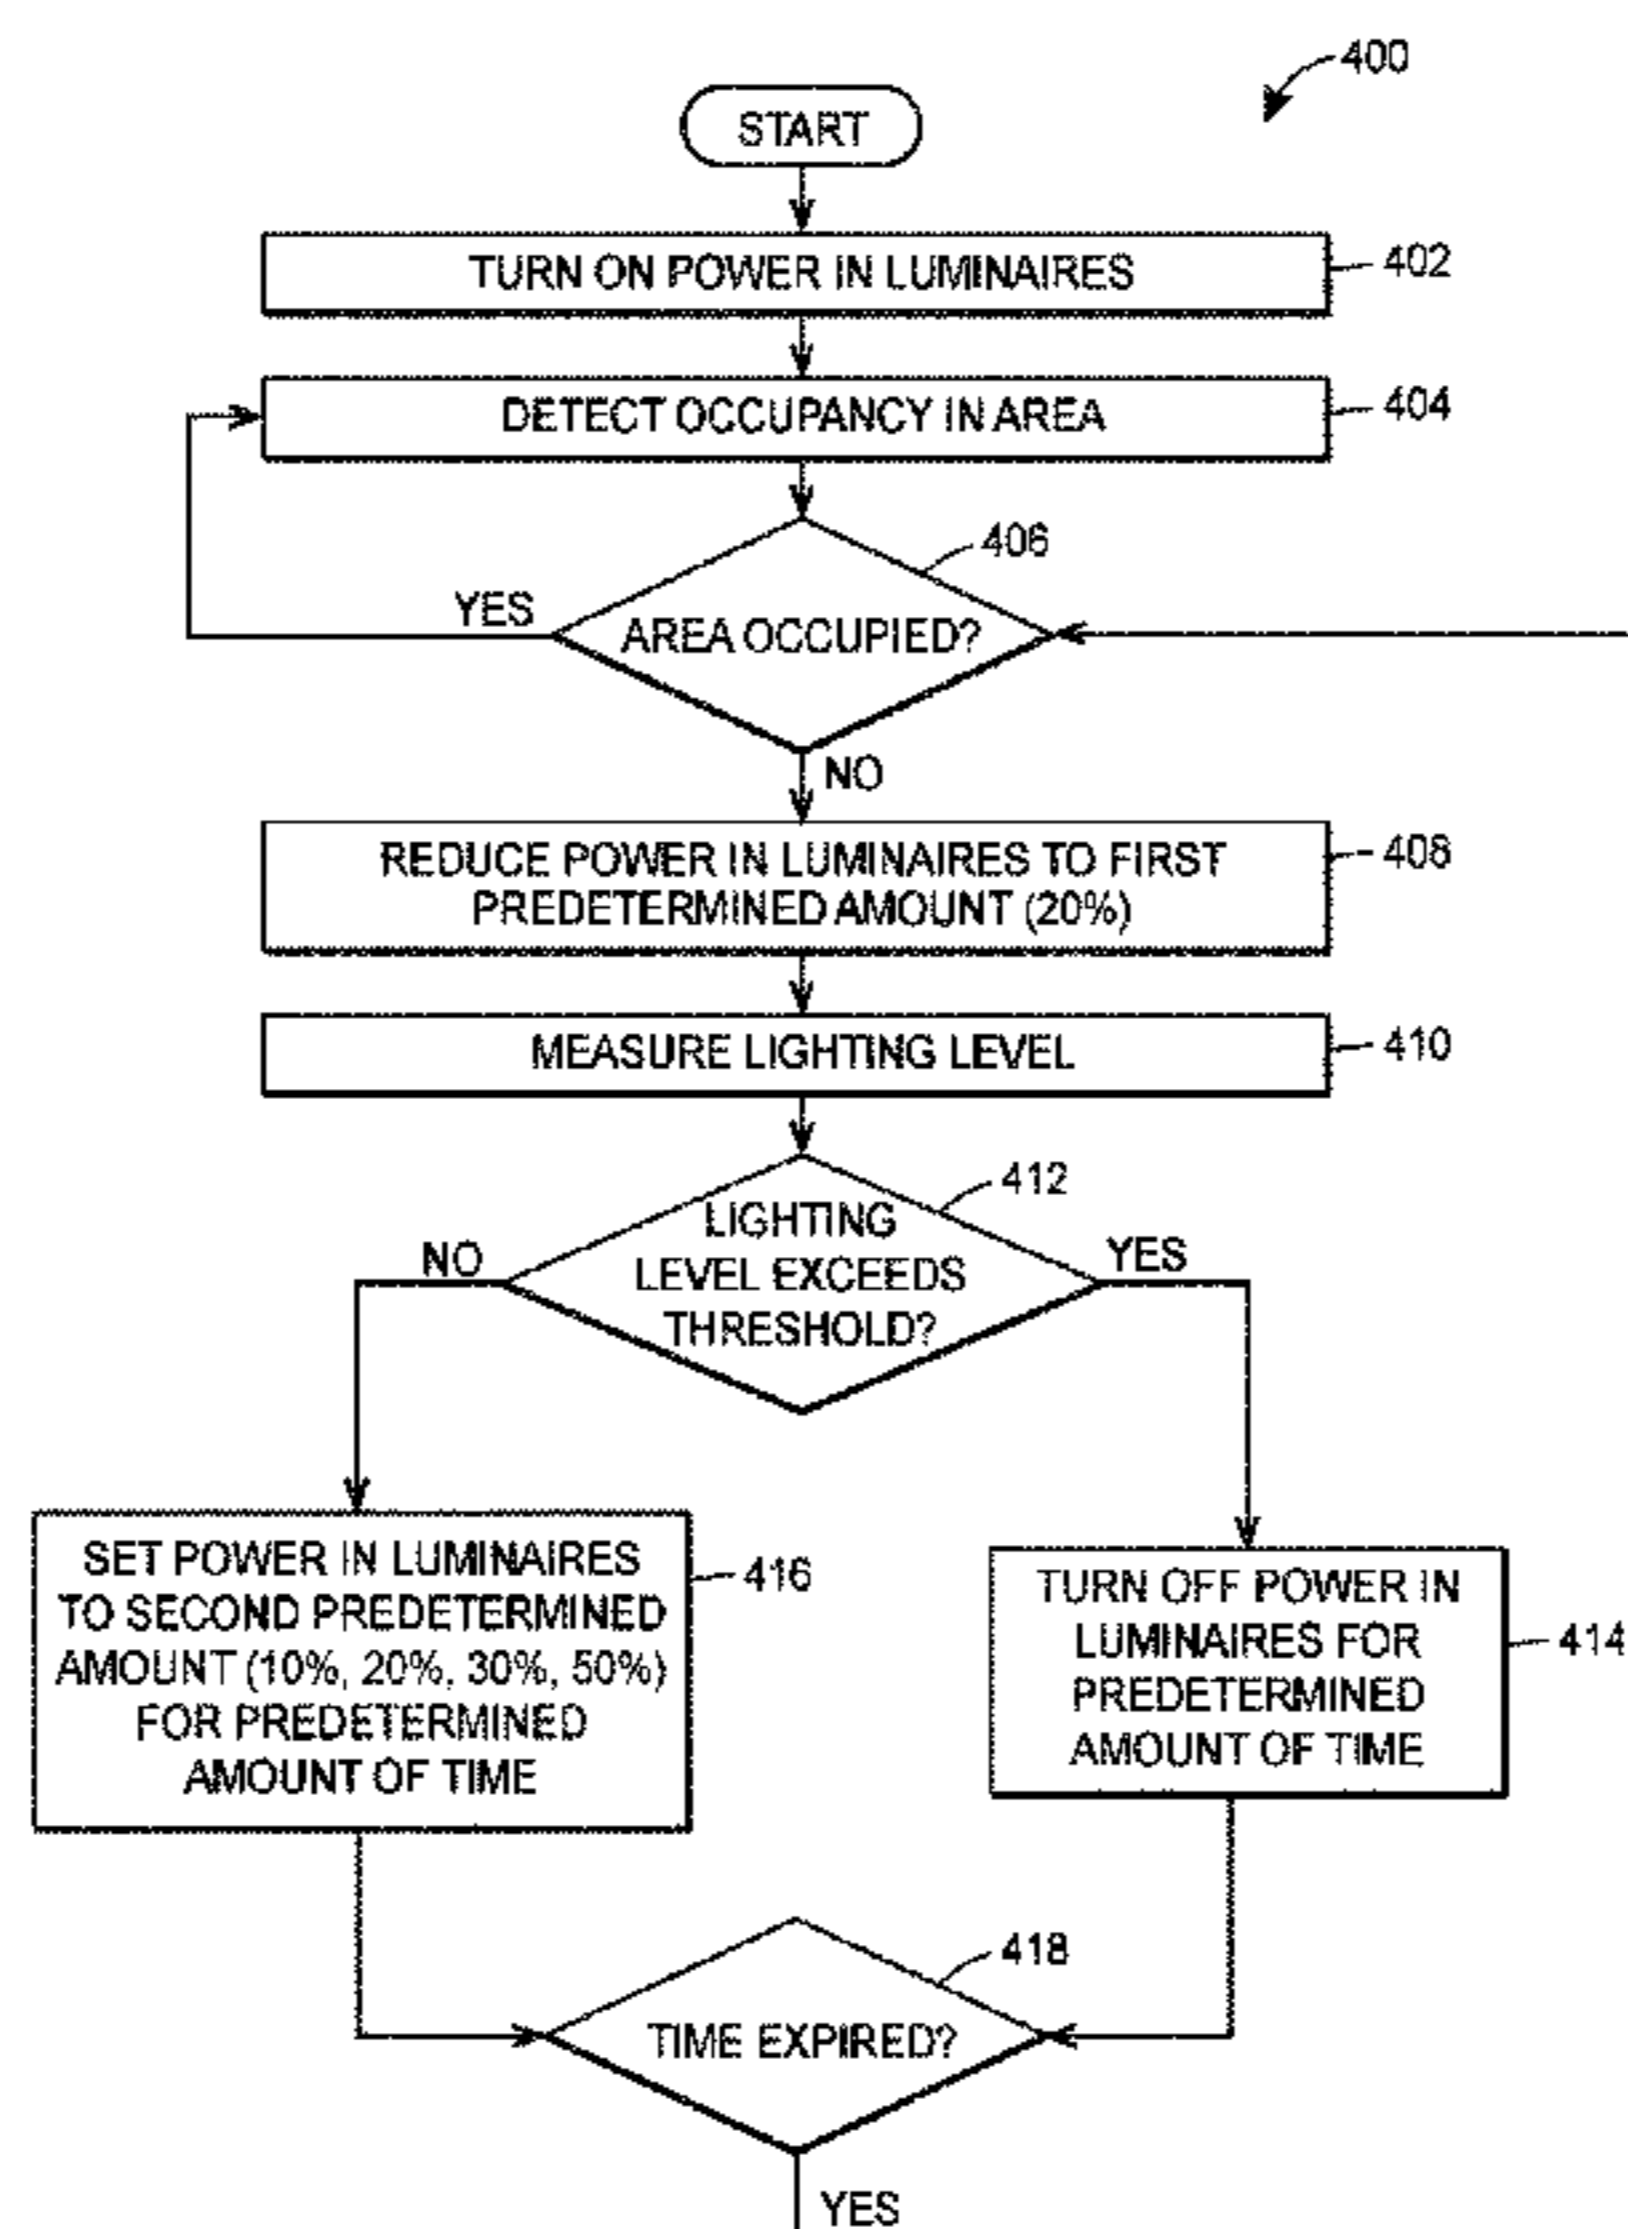 400
START
TURN ON POWER IN LUMINAIRES
402
DETECT OCCUPANCY IN AREA
404
406
YES
AREA OCCUPIED?
NO
REDUCE POWER IN LUMINAIRES TO FIRST
PREDETERMINED AMOUNT (20%)
408
MEASURE LIGHTING LEVEL
410
412
LIGHTING
LEVEL EXCEEDS
THRESHOLD?
NO
YES
SET POWER IN LUMINAIRES
TO SECOND PREDETERMINED
AMOUNT (10%, 20%, 30%, 50%)
FOR PREDETERMINED
AMOUNT OF TIME
416
TURN OFF POWER IN
LUMINAIRES FOR
PREDETERMINED
AMOUNT OF TIME
414
418
TIME EXPIRED?
YES